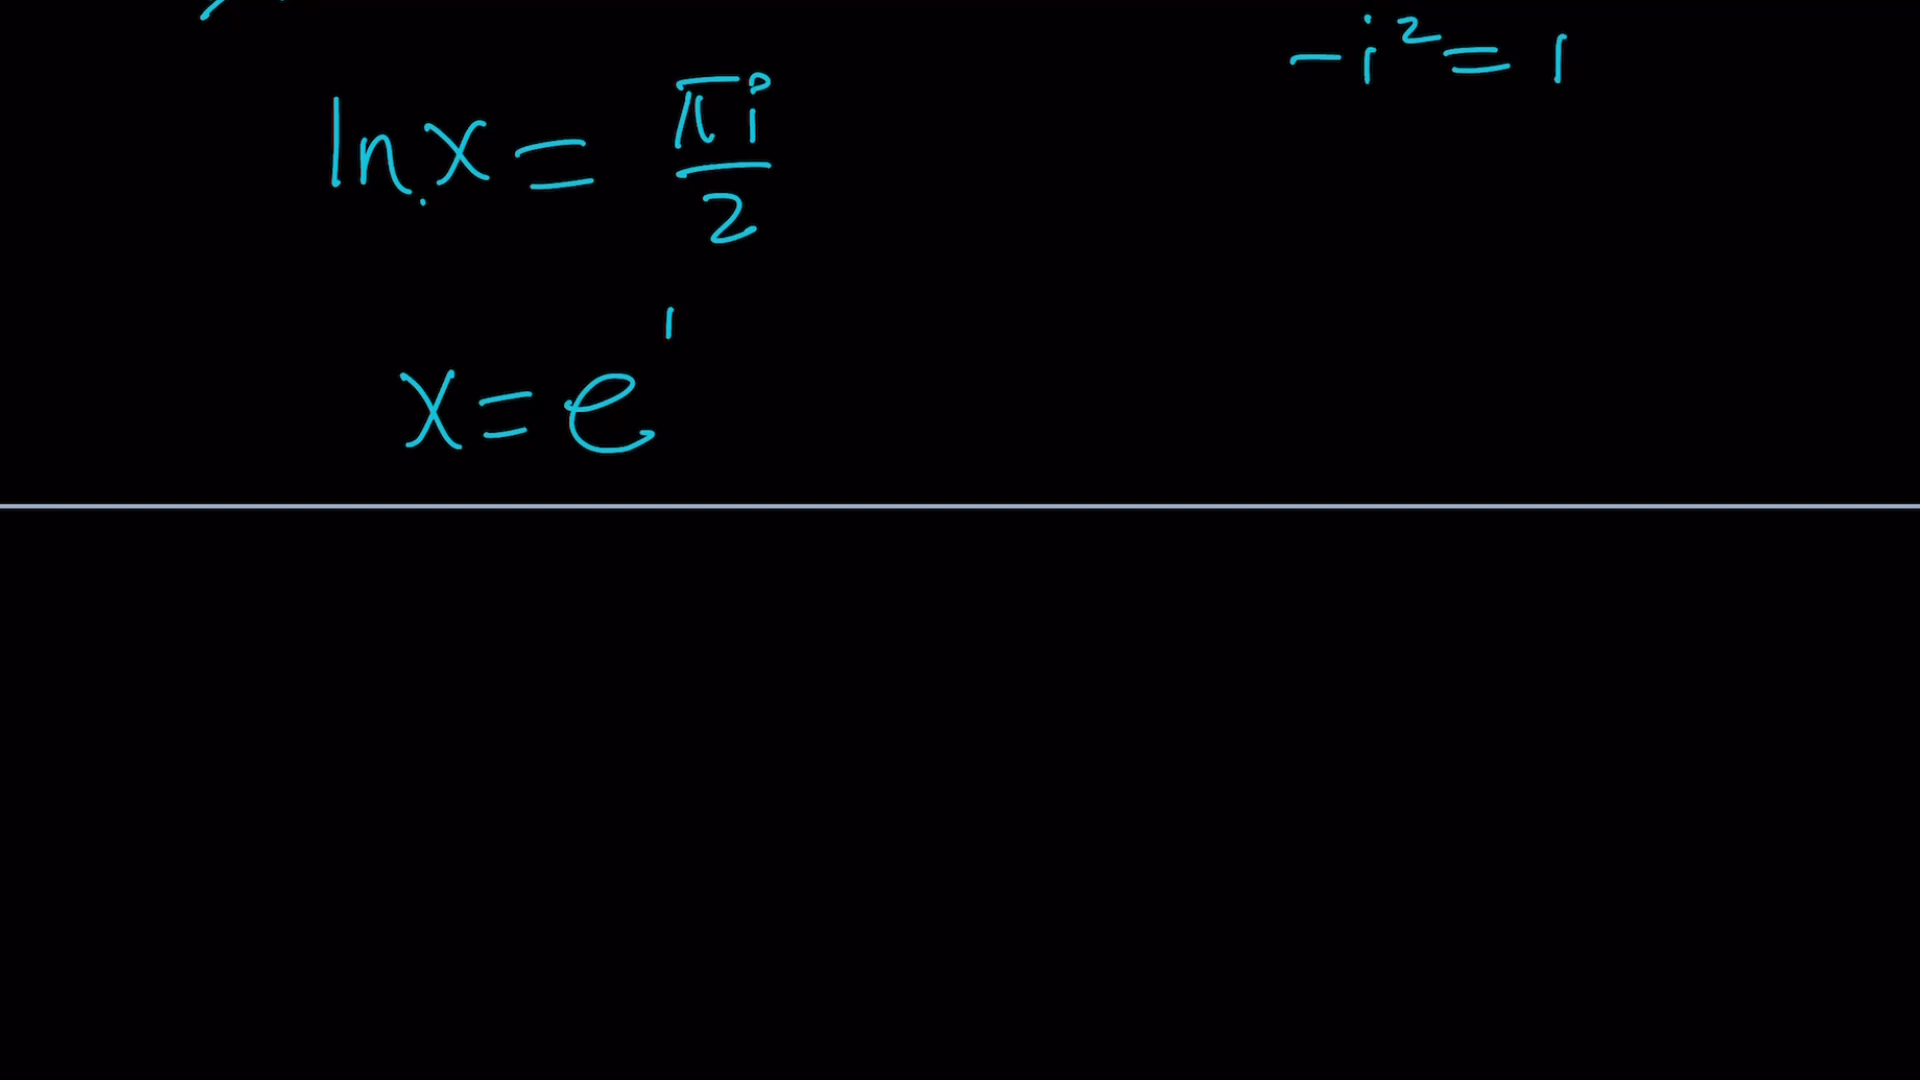 -i² = 1
ln x = πi/2
x = e